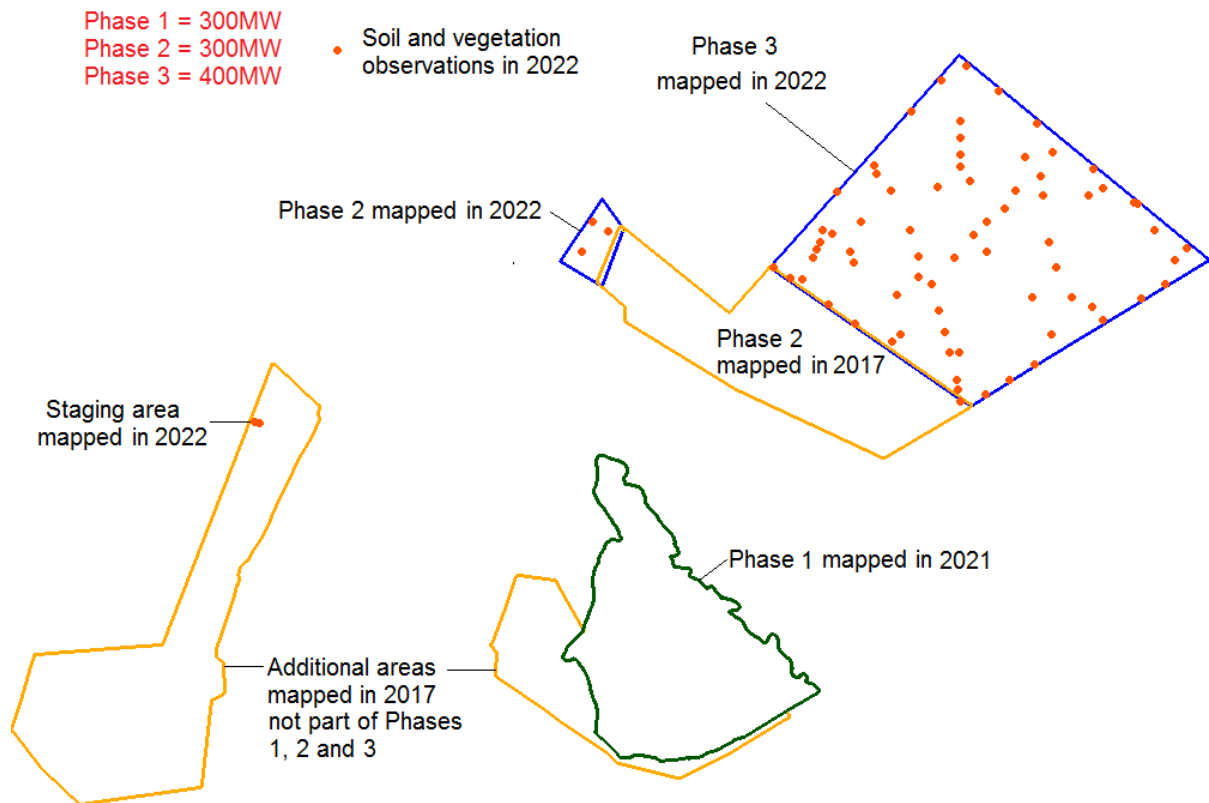 Phase 1 = 300MW
Phase 2 = 300MW
Phase 3 = 400MW
Soil and vegetation
observations in 2022
Phase 3
mapped in 2022
Phase 2 mapped in 2022
Phase 2
mapped in 2017
Staging area
mapped in 2022
Phase 1 mapped in 2021
Additional areas
mapped in 2017
not part of Phases
1, 2 and 3